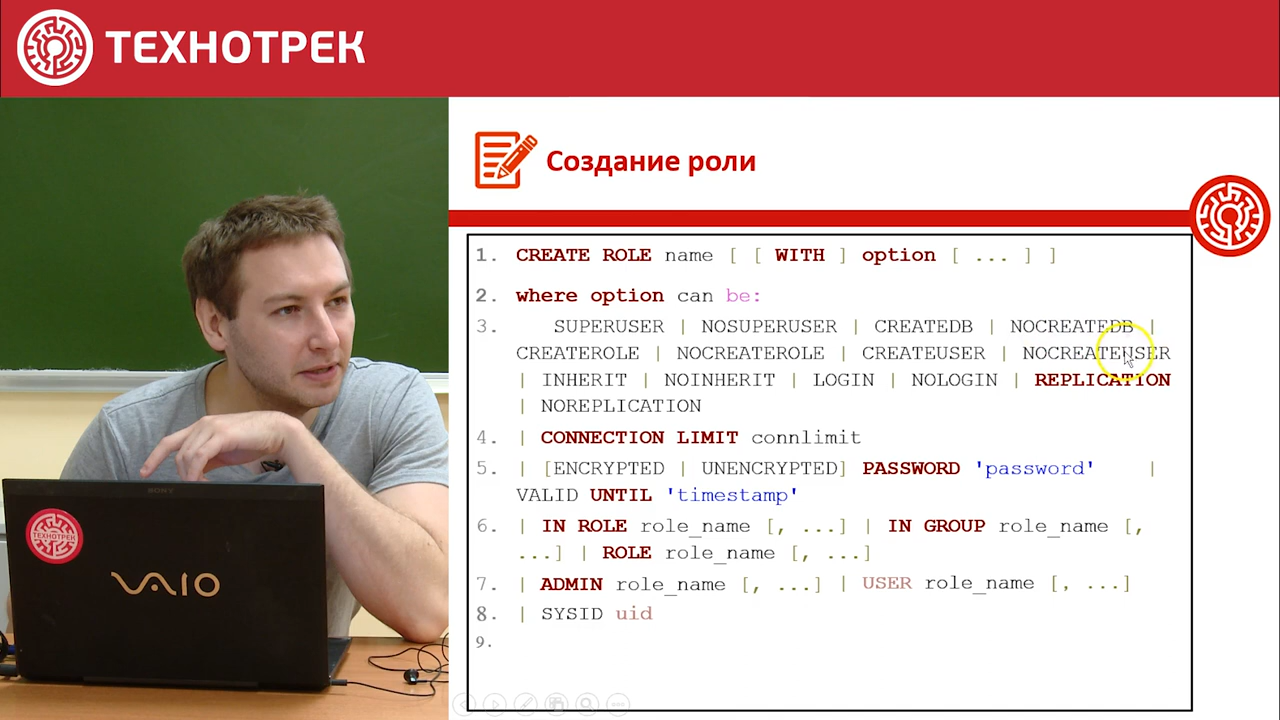 ТЕХНОТРЕК
Создание роли
1. CREATE ROLE name [ [ WITH ] option [ ... ] ]
2. where option can be:
3. SUPERUSER | NOSUPERUSER | CREATEDB | NOCREATEDB |
CREATEROLE | NOCREATEROLE | CREATEUSER | NOCREATEUSER
| INHERIT | NOINHERIT | LOGIN | NOLOGIN | REPLICATION
| NOREPLICATION
4. | CONNECTION LIMIT connlimit
5. | [ENCRYPTED | UNENCRYPTED] PASSWORD 'password' |
VALID UNTIL 'timestamp'
6. | IN ROLE role_name [, ...] | IN GROUP role_name [,
...] | ROLE role_name [, ...]
7. | ADMIN role_name [, ...] | USER role_name [, ...]
8. | SYSID uid
9.
SONY
ТЕХНОТРЕК
VAIO